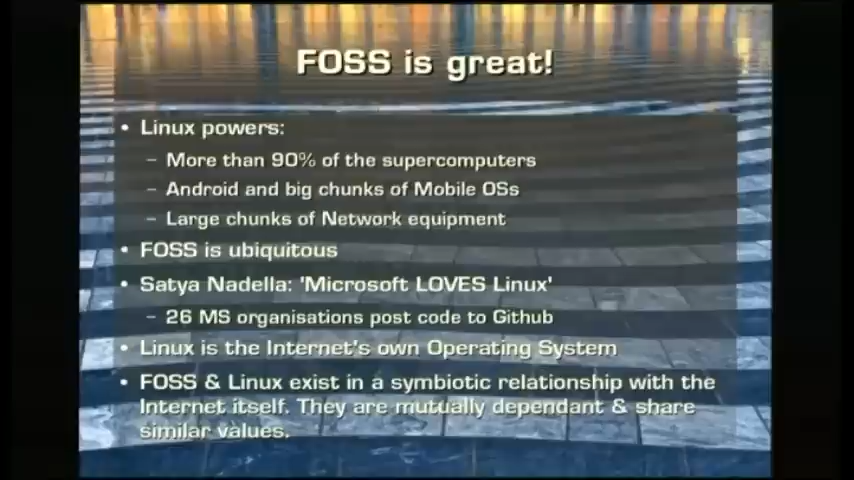 FOSS is great!
• Linux powers:
– More than 90% of the supercomputers
– Android and big chunks of Mobile OSs
– Large chunks of Network equipment
• FOSS is ubiquitous
• Satya Nadella: 'Microsoft LOVES Linux'
– 26 MS organisations post code to Github
• Linux is the Internet's own Operating System
• FOSS & Linux exist in a symbiotic relationship with the
Internet itself. They are mutually dependant & share
similar values.